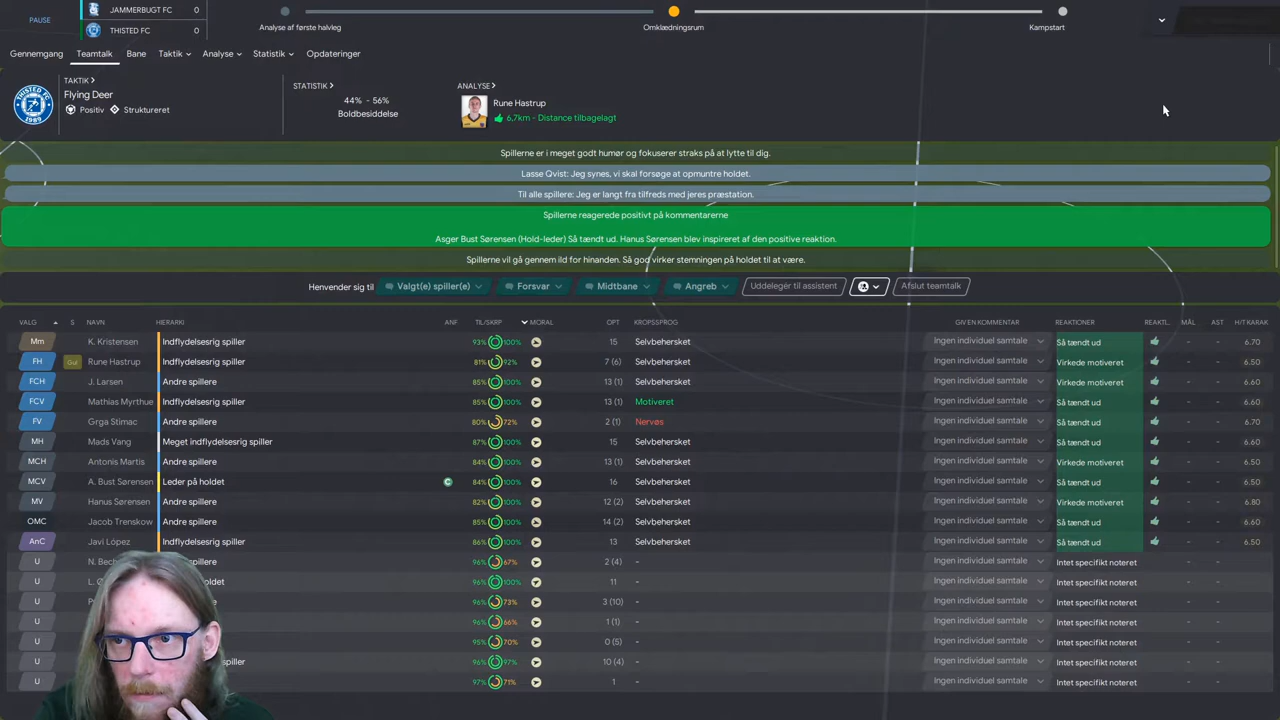 PAUSE
JAMMERBUGT FC 0
THISTED FC 0
Analyse af første halvleg
Omklædningsrum
Kampstart
Gennemgang Teamtalk Bane Taktik Analyse Statistik Opdateringer
TAKTIK
Flying Deer
Positiv Struktureret
STATISTIK
44% - 56%
Boldbesiddelse
ANALYSE
Rune Hastrup
6,7km - Distance tilbagelagt
Spillerne er i meget godt humør og fokuserer straks på at lytte til dig.
Lasse Qvist: Jeg synes, vi skal forsøge at opmuntre holdet.
Til alle spillere: Jeg er langt fra tilfreds med jeres præstation.
Spillerne reagerede positivt på kommentarerne
Asger Bust Sørensen (Hold-leder) Så tændt ud. Hanus Sørensen blev inspireret af den positive reaktion.
Spillerne vil gå gennem ild for hinanden. Så god virker stemningen på holdet til at være.
Henvender sig til Valgt(e) spiller(e) Forsvar Midtbane Angreb Uddeleger til assistent Afslut teamtalk
VALG S NAVN HIERARKI ANF TIL/SKRP MORAL OPT KROPSSPROG GIV EN KOMMENTAR REAKTIONER REAKTI... MÅL AST H/T KARAK
Mm K. Kristensen Indflydelsesrig spiller 93% 100% 15 Selvbehersket Ingen individuel samtale Så tændt ud - - 6.70
FH Gul Rune Hastrup Indflydelsesrig spiller 81% 92% 7 (6) Selvbehersket Ingen individuel samtale Virkede motiveret - - 6.50
FCH J. Larsen Andre spillere 85% 100% 13 (1) Selvbehersket Ingen individuel samtale Virkede motiveret - - 6.60
FCV Mathias Myrthue Indflydelsesrig spiller 85% 100% 13 (1) Motiveret Ingen individuel samtale Så tændt ud - - 6.60
FV Grga Stimac Andre spillere 80% 72% 2 (1) Nervøs Ingen individuel samtale Så tændt ud - - 6.70
MH Mads Vang Meget indflydelsesrig spiller 87% 100% 15 Selvbehersket Ingen individuel samtale Så tændt ud - - 6.60
MCH Antonis Martis Andre spillere 84% 100% 13 (1) Selvbehersket Ingen individuel samtale Virkede motiveret - - 6.50
MCV A. Bust Sørensen Leder på holdet C 84% 100% 16 Selvbehersket Ingen individuel samtale Så tændt ud - - 6.50
MV Hanus Sørensen Andre spillere 82% 100% 12 (2) Selvbehersket Ingen individuel samtale Virkede motiveret - - 6.80
OMC Jacob Trenskow Andre spillere 85% 100% 14 (2) Selvbehersket Ingen individuel samtale Så tændt ud - - 6.60
AnC Javi López Indflydelsesrig spiller 86% 100% 13 Selvbehersket Ingen individuel samtale Så tændt ud - - 6.50
U N. Bech spillere 96% 67% 2 (4) - Ingen individuel samtale Intet specifikt noteret - - -
U L. holdet 96% 100% 11 - Ingen individuel samtale Intet specifikt noteret - - -
U 96% 73% 3 (10) - Ingen individuel samtale Intet specifikt noteret - - -
U 96% 66% 1 (1) - Ingen individuel samtale Intet specifikt noteret - - -
U 95% 70% 0 (5) - Ingen individuel samtale Intet specifikt noteret - - -
U spiller 96% 97% 10 (4) - Ingen individuel samtale Intet specifikt noteret - - -
U 97% 71% 1 - Ingen individuel samtale Intet specifikt noteret - - -